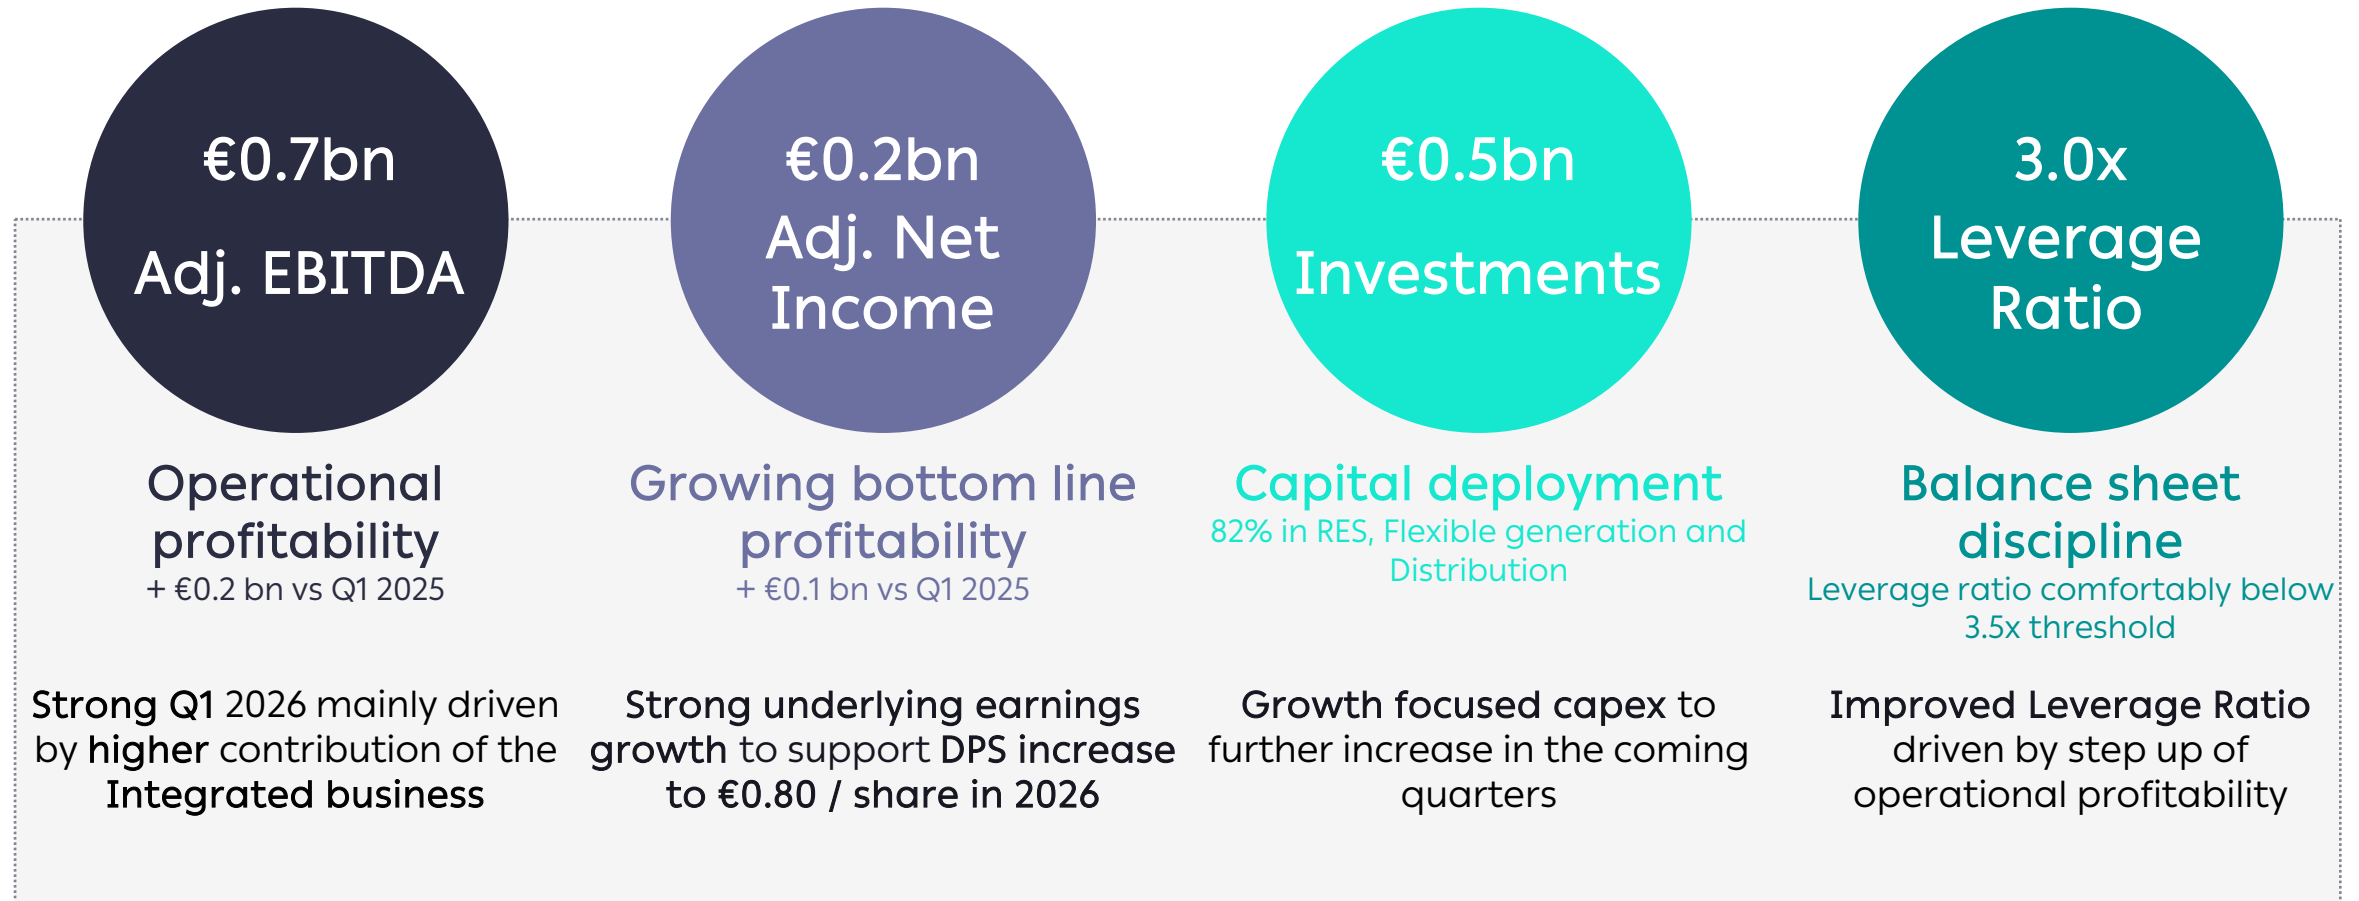 €0.7bn
Adj. EBITDA
Operational
profitability
+ €0.2 bn vs Q1 2025
Strong Q1 2026 mainly driven
by higher contribution of the
Integrated business
€0.2bn
Adj. Net
Income
Growing bottom line
profitability
+ €0.1 bn vs Q1 2025
Strong underlying earnings
growth to support DPS increase
to €0.80 / share in 2026
€0.5bn
Investments
Capital deployment
82% in RES, Flexible generation and
Distribution
Growth focused capex to
further increase in the coming
quarters
3.0x
Leverage
Ratio
Balance sheet
discipline
Leverage ratio comfortably below
3.5x threshold
Improved Leverage Ratio
driven by step up of
operational profitability